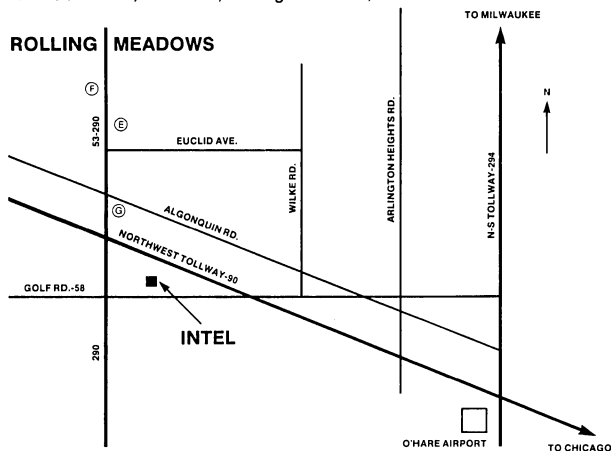 TO MILWAUKEE
ROLLING MEADOWS
F
N
53-290
E
EUCLID AVE.
WILKE RD.
ARLINGTON HEIGHTS RD.
N-S TOLLWAY-294
G
ALGONQUIN RD.
NORTHWEST TOLLWAY-90
GOLF RD.-58
INTEL
290
O'HARE AIRPORT
TO CHICAGO